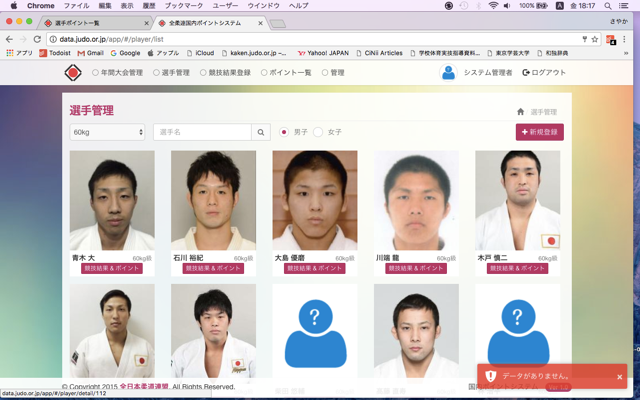 Chrome ファイル 編集 表示 履歴 ブックマーク ユーザー ウインドウ ヘルプ 100% 金 18:17
選手ポイント一覧 全柔連国内ポイントシステム さやか
data.judo.or.jp/app/#/player/list
アプリ Todoist Gmail Google アップル iCloud kaken.judo.or.jp –... Yahoo! JAPAN CiNii Articles 学校体育実技指導資料... 東京学芸大学 和独辞典
年間大会管理 選手管理 競技結果登録 ポイント一覧 管理 システム管理者 ログアウト
選手管理 選手管理
60kg 選手名 男子 女子 新規登録
青木 大 60kg級 石川 裕紀 60kg級 大島 優磨 60kg級 川端 龍 60kg級 木戸 慎二 60kg級
競技結果 & ポイント 競技結果 & ポイント 競技結果 & ポイント 競技結果 & ポイント 競技結果 & ポイント
データがありません。
© Copyright 2015 全日本柔道連盟. All Rights Reserved. 国内ポイントシステム
data.judo.or.jp/app/#/player/detail/112